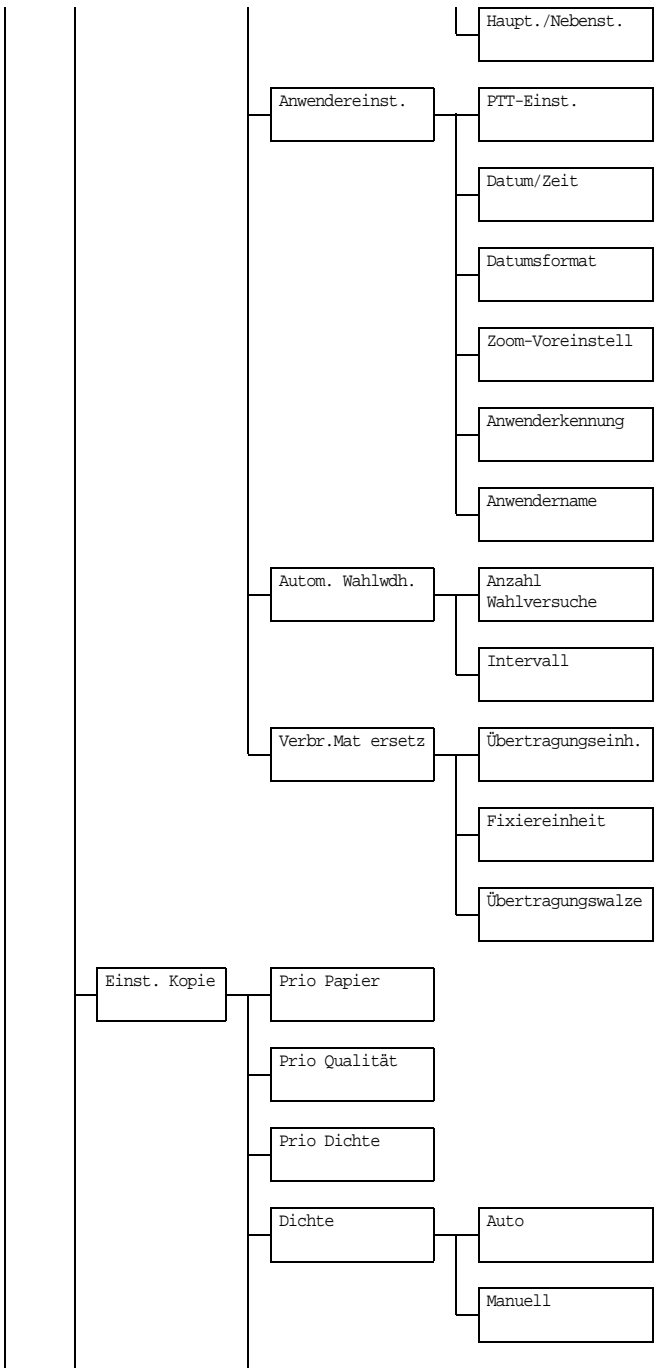 Haupt./Nebenst.
Anwendereinst.
PTT-Einst.
Datum/Zeit
Datumsformat
Zoom-Voreinstell
Anwenderkennung
Anwendername
Autom. Wahlwdh.
Anzahl
Wahlversuche
Intervall
Verbr.Mat ersetz
Übertragungseinh.
Fixiereinheit
Übertragungswalze
Einst. Kopie
Prio Papier
Prio Qualität
Prio Dichte
Dichte
Auto
Manuell